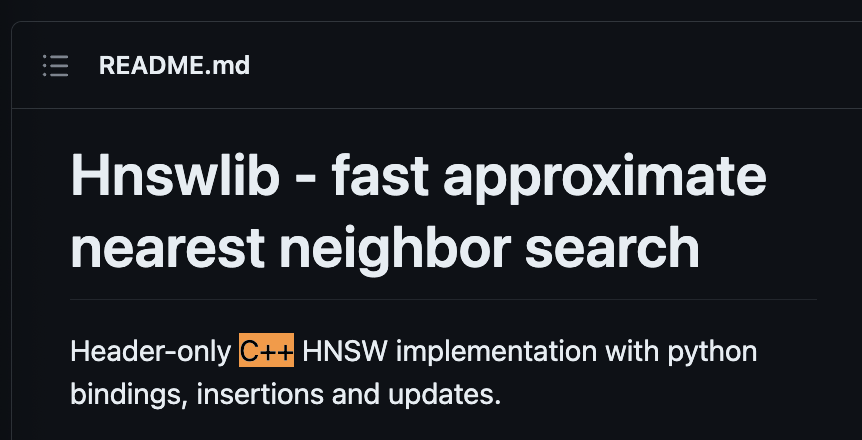 README.md
Hnswlib - fast approximate
nearest neighbor search
Header-only C++ HNSW implementation with python
bindings, insertions and updates.